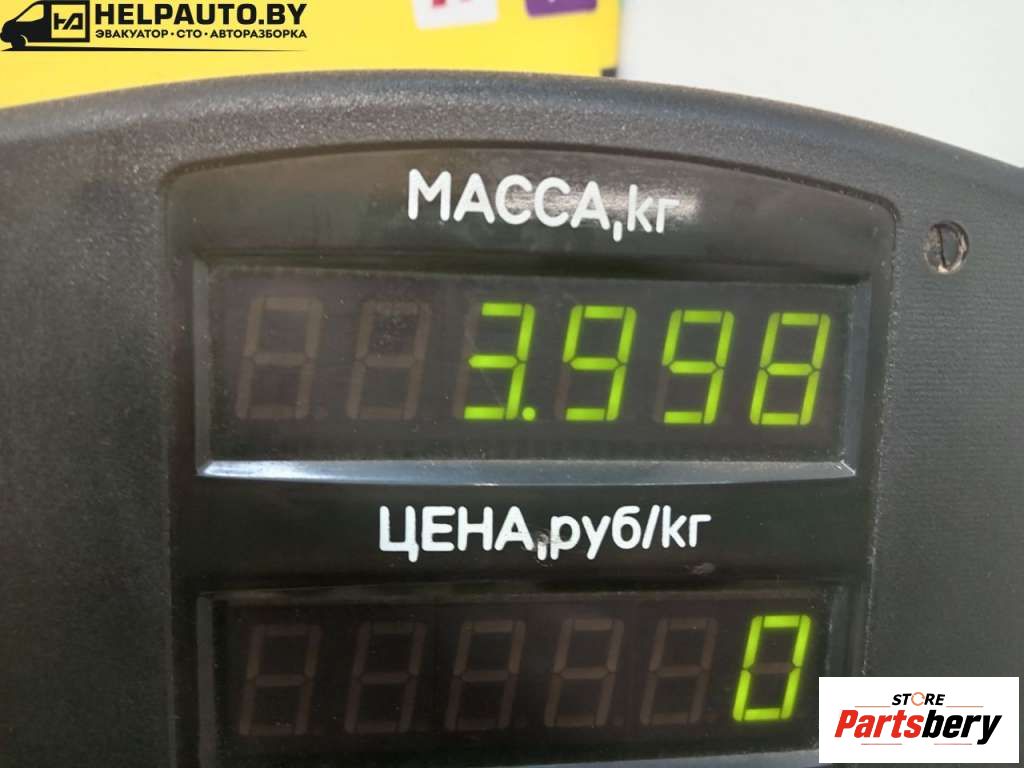 HELPAUTO.BY
ЭВАКУАТОР · СТО · АВТОРАЗБОРКА
МАССА,кг
3.998
ЦЕНА,руб/кг
0
STORE
Partsbery